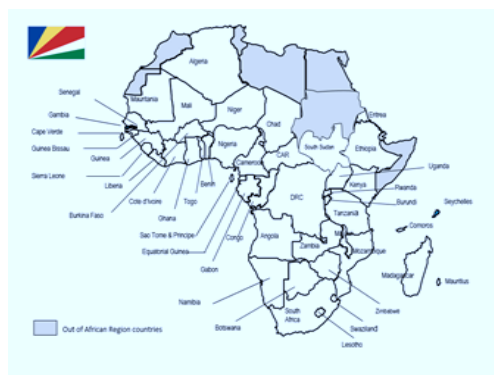 Algeria
Senegal
Mauritania
Mali
Niger
Gambia
Chad
Eritrea
Cape Verde
Guinea Bissau
Nigeria
South Sudan
Ethiopia
Guinea
Cameroon
CAR
Uganda
Sierra Leone
Liberia
Benin
Kenya
Rwanda
Cote d'Ivoire
Togo
DRC
Burundi
Seychelles
Burkina Faso
Ghana
Tanzania
Sao Tome & Principe
Congo
Comoros
Equatorial Guinea
Angola
Zambia
Mozambique
Gabon
Madagascar
Mauritius
Namibia
Zimbabwe
South
Africa
Botswana
Swaziland
Lesotho
Out of African Region countries